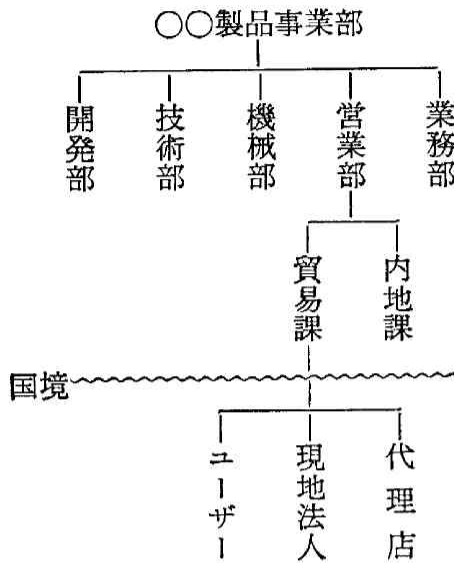 ○○製品事業部
業務部
営業部
機械部
技術部
開発部
内地課
貿易課
国境
代理店
現地法人
ユーザー